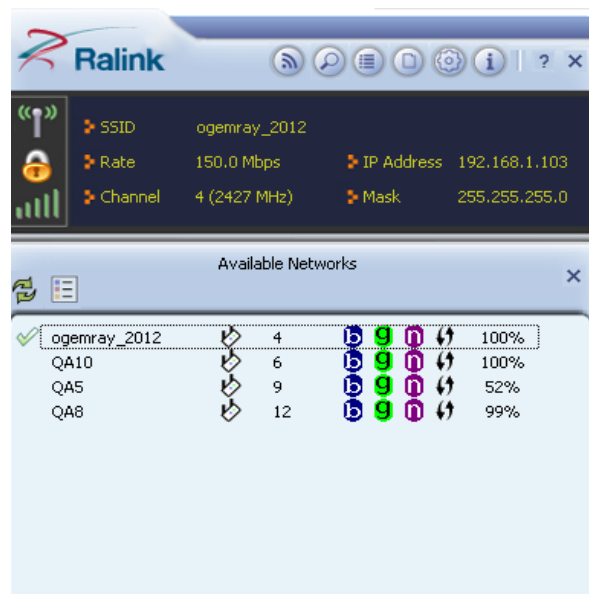 Ralink
i ? ×
SSID ogemray_2012
Rate 150.0 Mbps IP Address 192.168.1.103
Channel 4 (2427 MHz) Mask 255.255.255.0
Available Networks ×
ogemray_2012 4 b g n 100%
QA10 6 b g n 100%
QA5 9 b g n 52%
QA8 12 b g n 99%